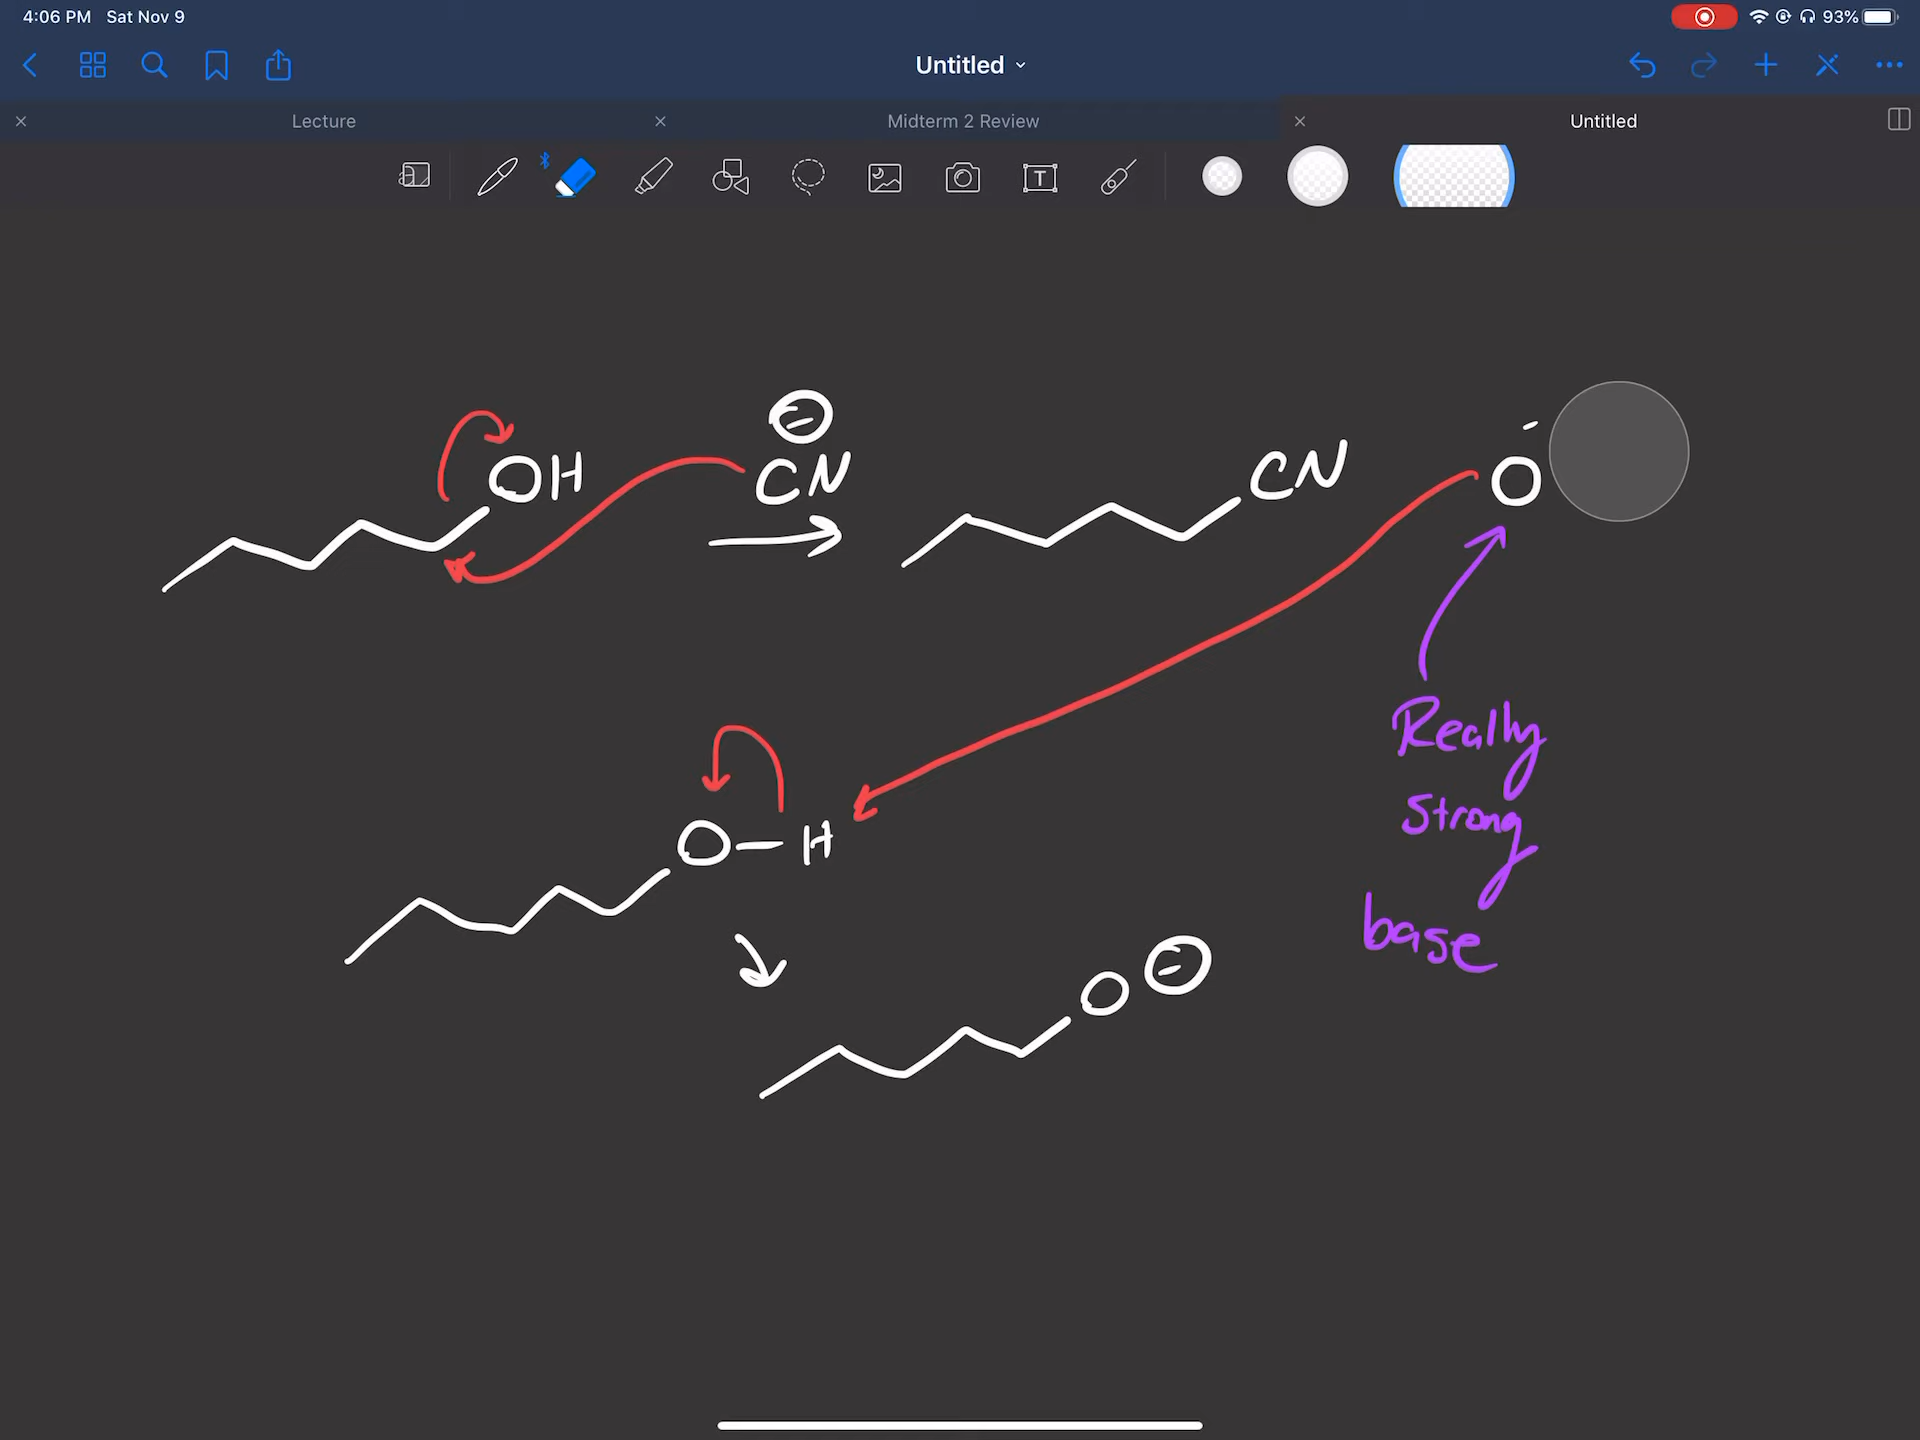 4:06 PM Sat Nov 9
93%
Untitled
Lecture
Midterm 2 Review
Untitled
T
⊖
OH
CN
CN
O
Really
Strong
base
O-H
O ⊖